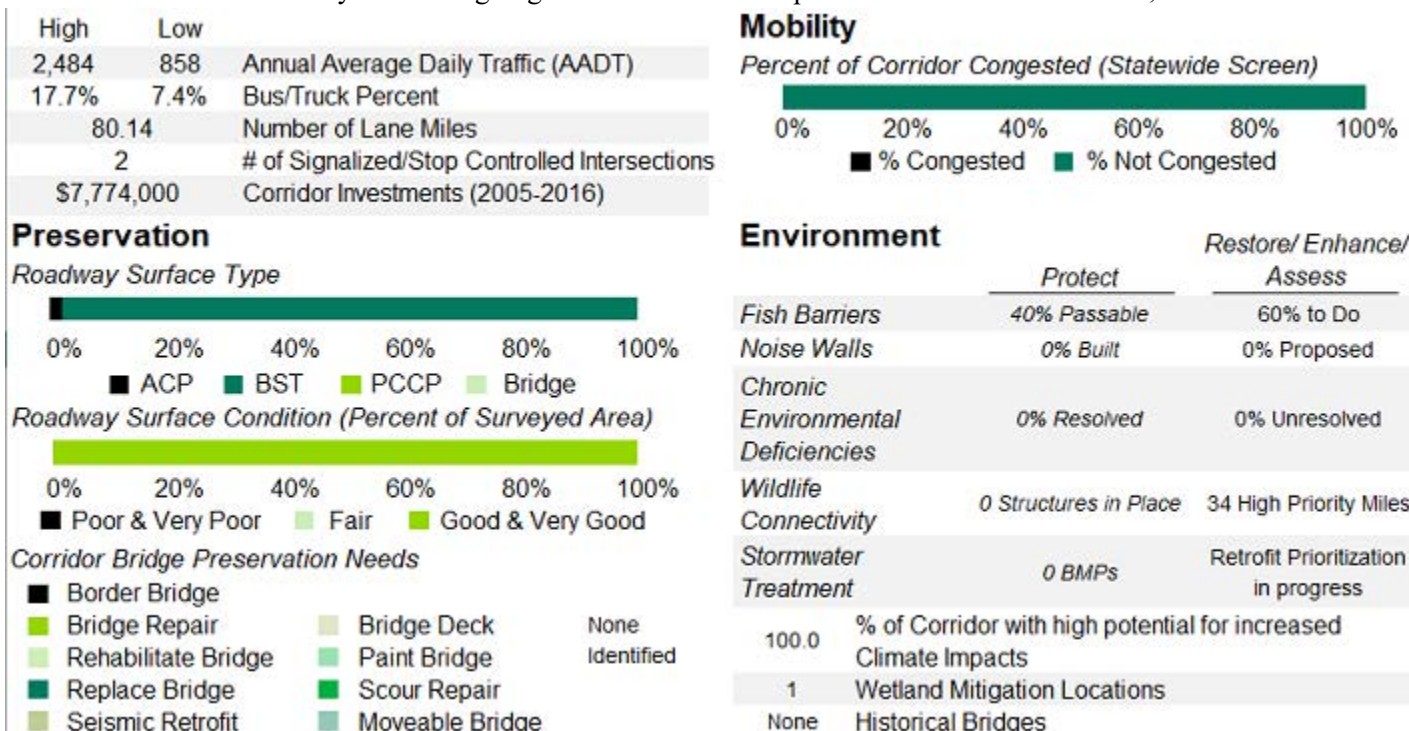 High Low
2,484 858 Annual Average Daily Traffic (AADT)
17.7% 7.4% Bus/Truck Percent
80.14 Number of Lane Miles
2 # of Signalized/Stop Controlled Intersections
$7,774,000 Corridor Investments (2005-2016)
Preservation
Roadway Surface Type
0% 20% 40% 60% 80% 100%
ACP BST PCCP Bridge
Roadway Surface Condition (Percent of Surveyed Area)
0% 20% 40% 60% 80% 100%
Poor & Very Poor Fair Good & Very Good
Corridor Bridge Preservation Needs
Border Bridge
Bridge Repair Bridge Deck None
Rehabilitate Bridge Paint Bridge Identified
Replace Bridge Scour Repair
Seismic Retrofit Moveable Bridge
Mobility
Percent of Corridor Congested (Statewide Screen)
0% 20% 40% 60% 80% 100%
% Congested % Not Congested
Environment
Restore/ Enhance/
Protect Assess
Fish Barriers 40% Passable 60% to Do
Noise Walls 0% Built 0% Proposed
Chronic
Environmental 0% Resolved 0% Unresolved
Deficiencies
Wildlife
Connectivity 0 Structures in Place 34 High Priority Miles
Stormwater Retrofit Prioritization
Treatment 0 BMPs in progress
100.0 % of Corridor with high potential for increased
Climate Impacts
1 Wetland Mitigation Locations
None Historical Bridges